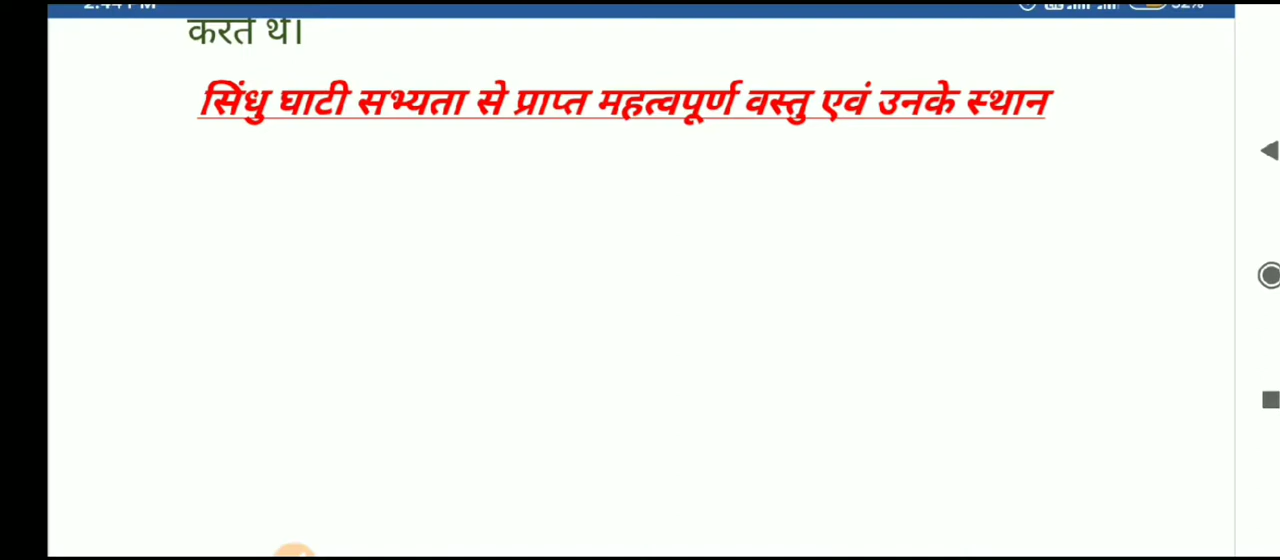 करते थे।
सिंधु घाटी सभ्यता से प्राप्त महत्वपूर्ण वस्तु एवं उनके स्थान